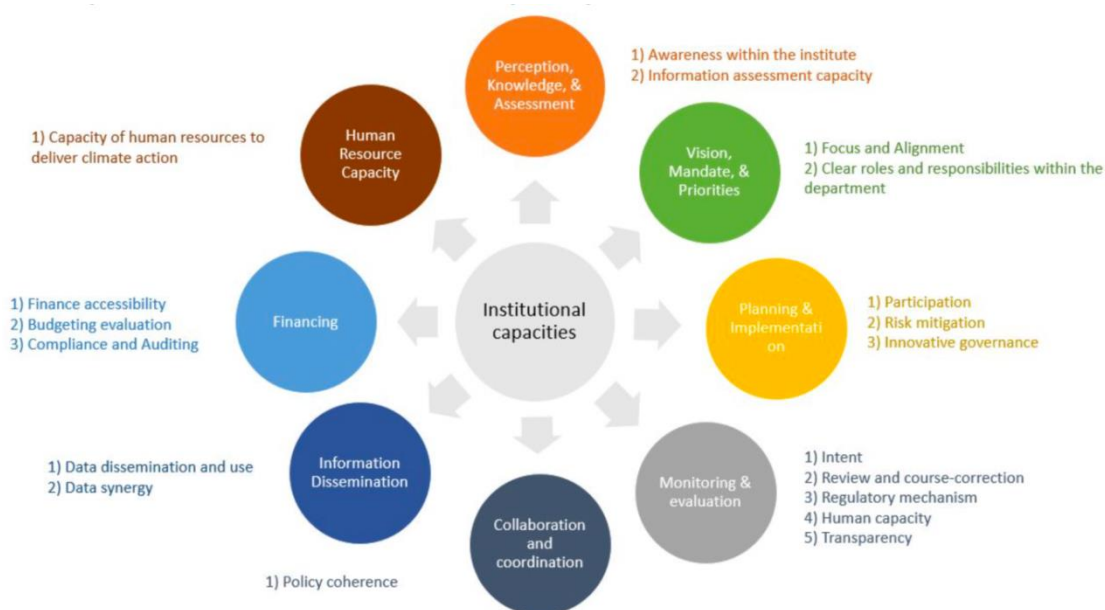 Perception,
Knowledge, &
Assessment
1) Awareness within the institute
2) Information assessment capacity
Vision,
Mandate, &
Priorities
1) Focus and Alignment
2) Clear roles and responsibilities within the
department
Planning &
Implementati
on
1) Participation
2) Risk mitigation
3) Innovative governance
Monitoring &
evaluation
1) Intent
2) Review and course-correction
3) Regulatory mechanism
4) Human capacity
5) Transparency
Collaboration
and
coordination
1) Policy coherence
Information
Dissemination
1) Data dissemination and use
2) Data synergy
Financing
1) Finance accessibility
2) Budgeting evaluation
3) Compliance and Auditing
Human
Resource
Capacity
1) Capacity of human resources to
deliver climate action
Institutional
capacities